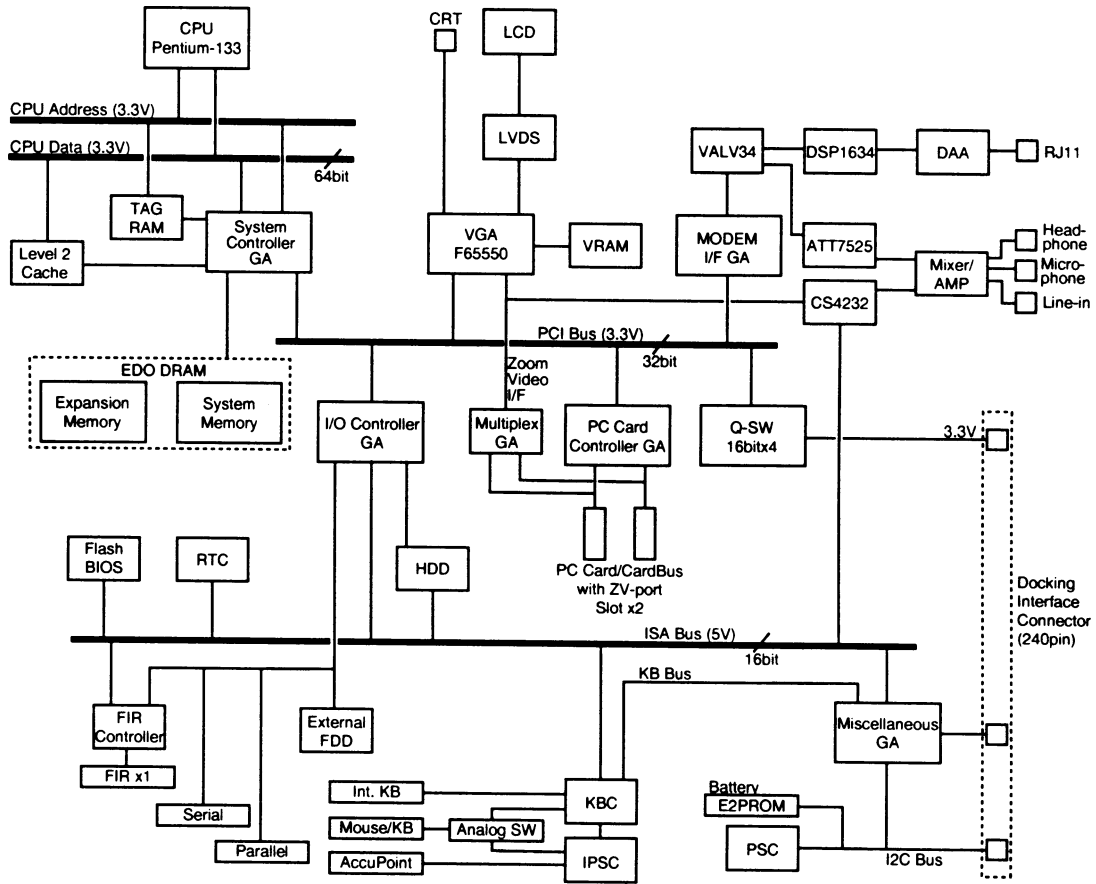 CPU
Pentium-133
CRT
LCD
CPU Address (3.3V)
CPU Data (3.3V)
64bit
LVDS
VALV34
DSP1634
DAA
RJ11
TAG
RAM
System
Controller
GA
Level 2
Cache
VGA
F65550
VRAM
MODEM
I/F GA
ATT7525
CS4232
Mixer/
AMP
Head-
phone
Micro-
phone
Line-in
PCI Bus (3.3V)
32bit
EDO DRAM
Expansion
Memory
System
Memory
Zoom
Video
I/F
I/O Controller
GA
Multiplex
GA
PC Card
Controller GA
Q-SW
16bitx4
3.3V
Flash
BIOS
RTC
HDD
PC Card/CardBus
with ZV-port
Slot x2
Docking
Interface
Connector
(240pin)
ISA Bus (5V)
16bit
KB Bus
FIR
Controller
FIR x1
External
FDD
Miscellaneous
GA
Serial
Parallel
Int. KB
Mouse/KB
AccuPoint
Analog SW
KBC
IPSC
Battery
E2PROM
PSC
I2C Bus